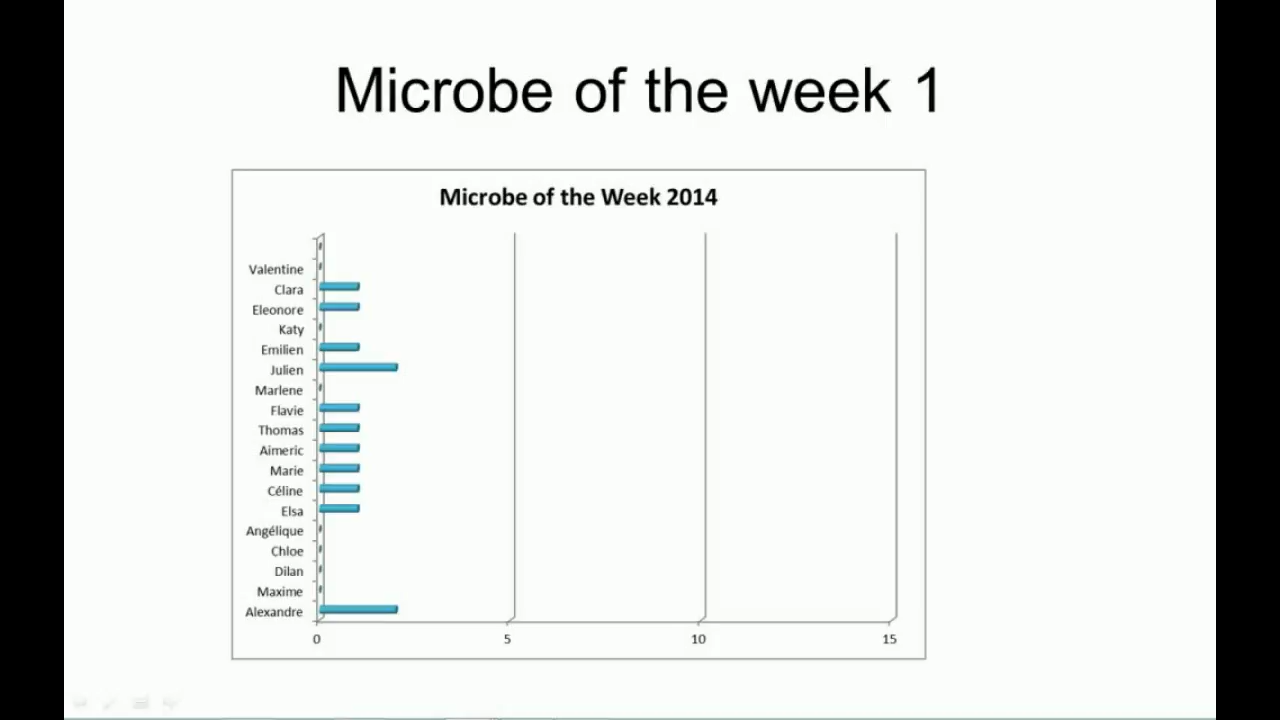 Microbe of the week 1
Microbe of the Week 2014
Valentine
Clara
Eleonore
Katy
Emilien
Julien
Marlene
Flavie
Thomas
Aimeric
Marie
Céline
Elsa
Angélique
Chloe
Dilan
Maxime
Alexandre
0 5 10 15